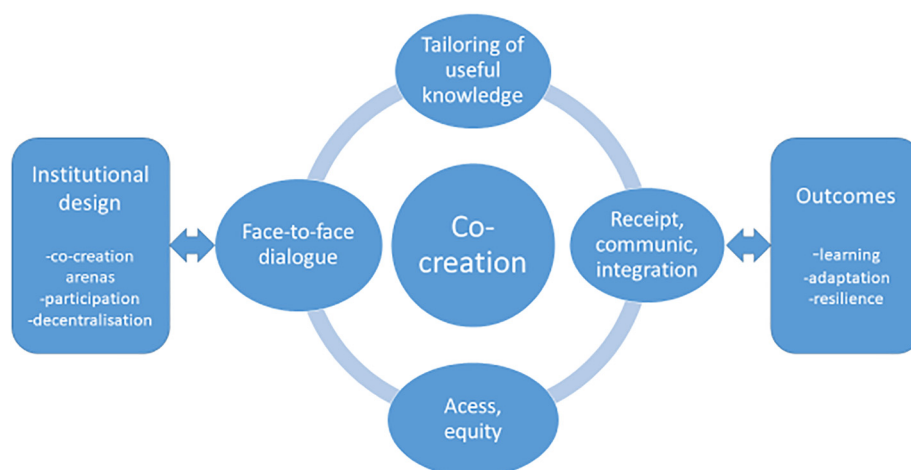 Institutional
design
-co-creation
arenas
-participation
-decentralisation
Tailoring of
useful
knowledge
Face-to-face
dialogue
Co-
creation
Receipt,
communic,
integration
Acess,
equity
Outcomes
-learning
-adaptation
-resilience